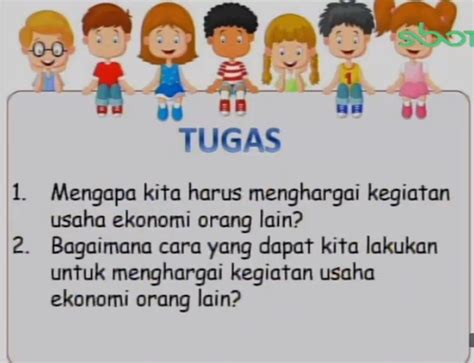 sbot
TUGAS
1. Mengapa kita harus menghargai kegiatan
usaha ekonomi orang lain?
2. Bagaimana cara yang dapat kita lakukan
untuk menghargai kegiatan usaha
ekonomi orang lain?